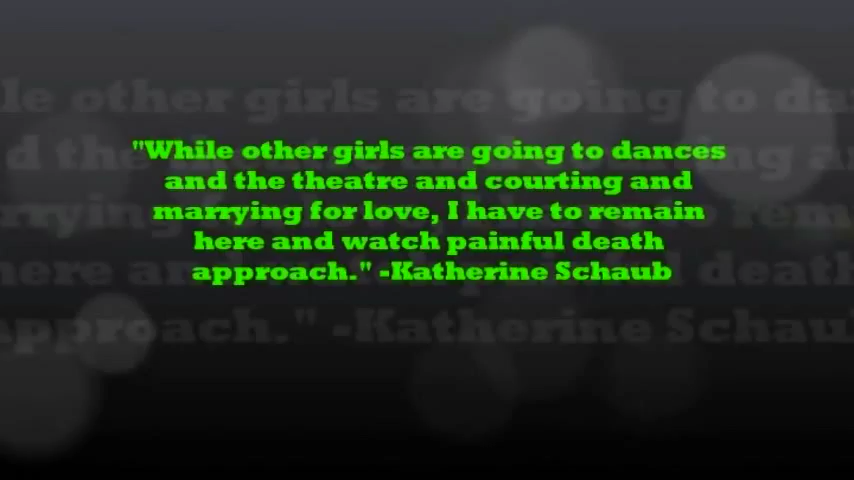 "While other girls are going to dances
and the theatre and courting and
marrying for love, I have to remain
here and watch painful death
approach." -Katherine Schaub